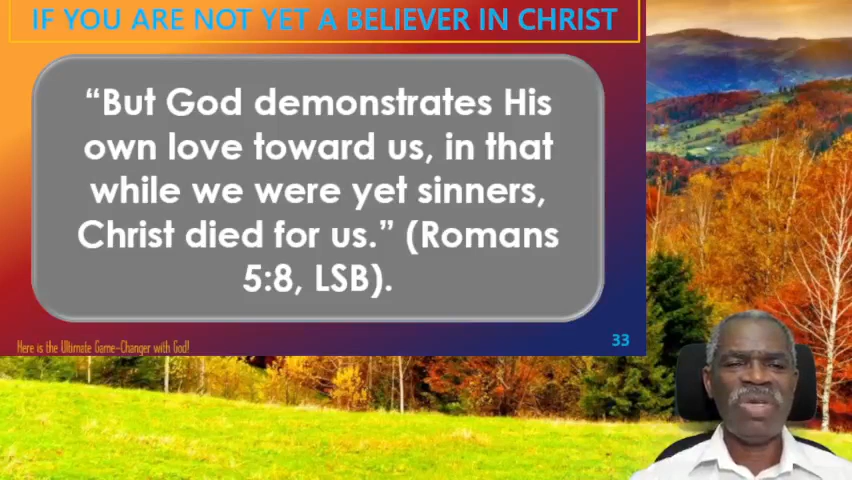 IF YOU ARE NOT YET A BELIEVER IN CHRIST
“But God demonstrates His
own love toward us, in that
while we were yet sinners,
Christ died for us.” (Romans
5:8, LSB).
Here is the Ultimate Game-Changer with God!
33